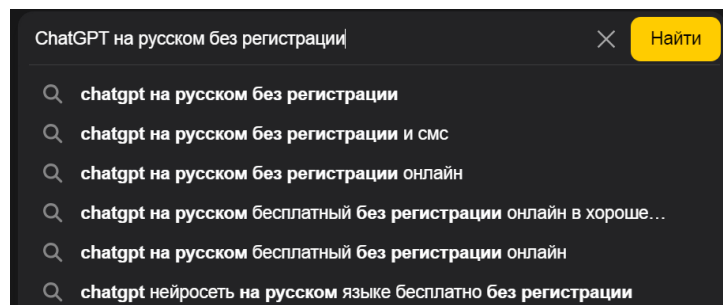 ChatGPT на русском без регистрации
Найти
chatgpt на русском без регистрации
chatgpt на русском без регистрации и смс
chatgpt на русском без регистрации онлайн
chatgpt на русском бесплатный без регистрации онлайн в хороше...
chatgpt на русском бесплатный без регистрации онлайн
chatgpt нейросеть на русском языке бесплатно без регистрации